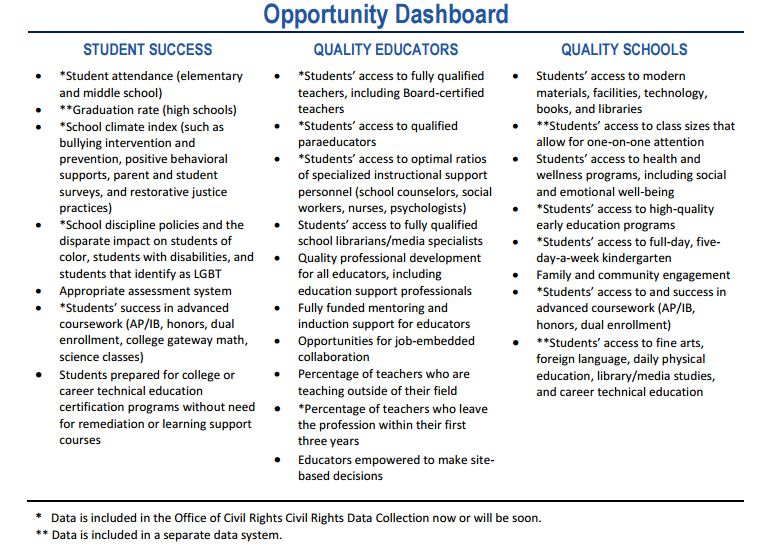 Opportunity Dashboard
STUDENT SUCCESS
• *Student attendance (elementary
and middle school)
• **Graduation rate (high schools)
• *School climate index (such as
bullying intervention and
prevention, positive behavioral
supports, parent and student
surveys, and restorative justice
practices)
• *School discipline policies and the
disparate impact on students of
color, students with disabilities, and
students that identify as LGBT
• Appropriate assessment system
• *Students’ success in advanced
coursework (AP/IB, honors, dual
enrollment, college gateway math,
science classes)
• Students prepared for college or
career technical education
certification programs without need
for remediation or learning support
courses
QUALITY EDUCATORS
• *Students’ access to fully qualified
teachers, including Board-certified
teachers
• *Students’ access to qualified
paraeducators
• *Students’ access to optimal ratios
of specialized instructional support
personnel (school counselors, social
workers, nurses, psychologists)
• Students’ access to fully qualified
school librarians/media specialists
• Quality professional development
for all educators, including
education support professionals
• Fully funded mentoring and
induction support for educators
• Opportunities for job-embedded
collaboration
• Percentage of teachers who are
teaching outside of their field
• *Percentage of teachers who leave
the profession within their first
three years
• Educators empowered to make site-
based decisions
QUALITY SCHOOLS
• Students’ access to modern
materials, facilities, technology,
books, and libraries
• **Students’ access to class sizes that
allow for one-on-one attention
• Students’ access to health and
wellness programs, including social
and emotional well-being
• *Students’ access to high-quality
early education programs
• *Students’ access to full-day, five-
day-a-week kindergarten
• Family and community engagement
• *Students’ access to and success in
advanced coursework (AP/IB,
honors, dual enrollment)
• **Students’ access to fine arts,
foreign language, daily physical
education, library/media studies,
and career technical education
* Data is included in the Office of Civil Rights Civil Rights Data Collection now or will be soon.
** Data is included in a separate data system.